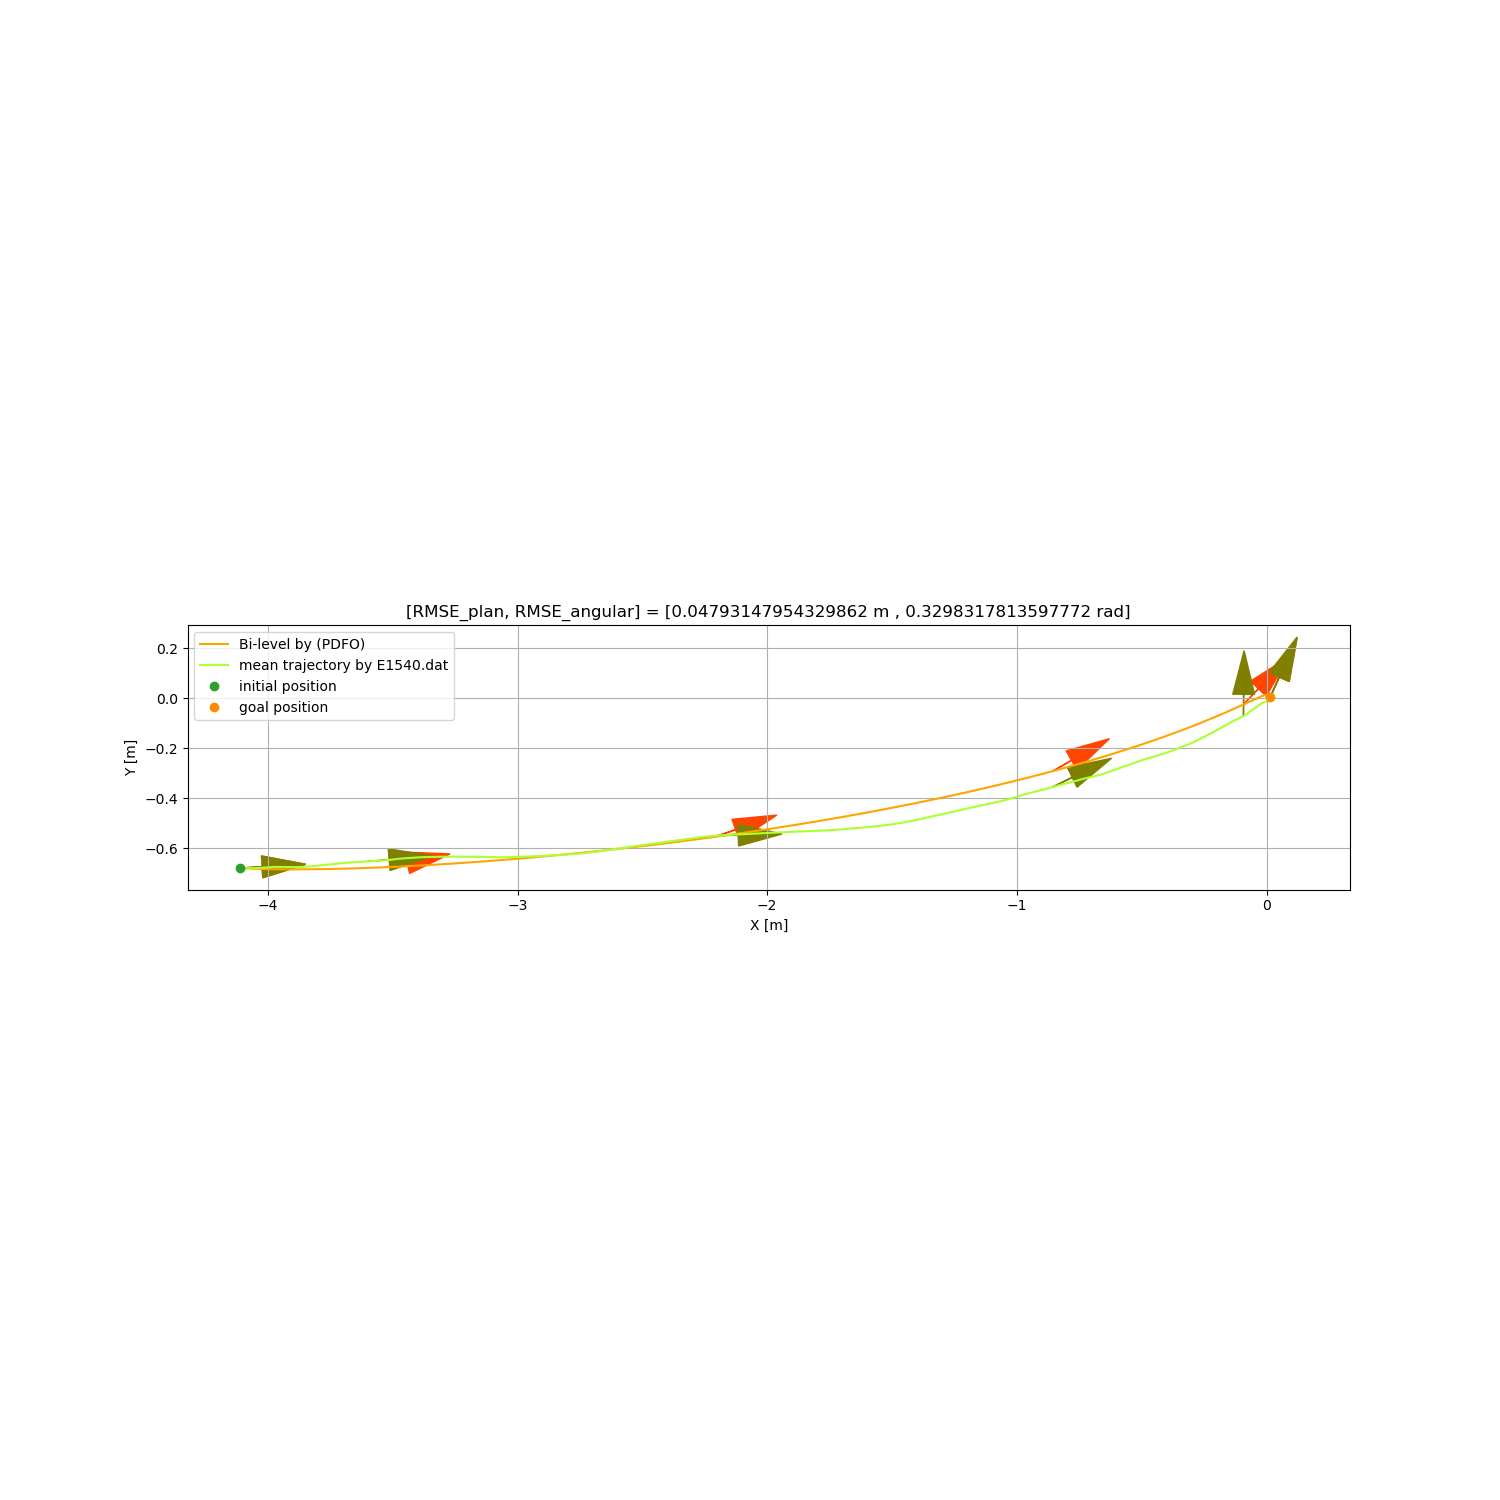 [RMSE_plan, RMSE_angular] = [0.04793147954329862 m , 0.3298317813597772 rad]
Bi-level by (PDFO)
mean trajectory by E1540.dat
initial position
goal position
0.2
0.0
−0.2
−0.4
−0.6
Y [m]
−4
−3
−2
−1
0
X [m]